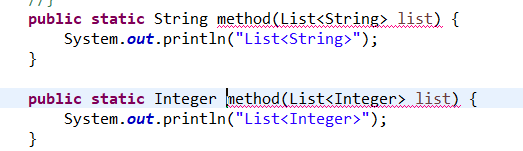 //}
public static String method(List<String> list) {
System.out.println("List<String>");
}
public static Integer method(List<Integer> list) {
System.out.println("List<Integer>");
}